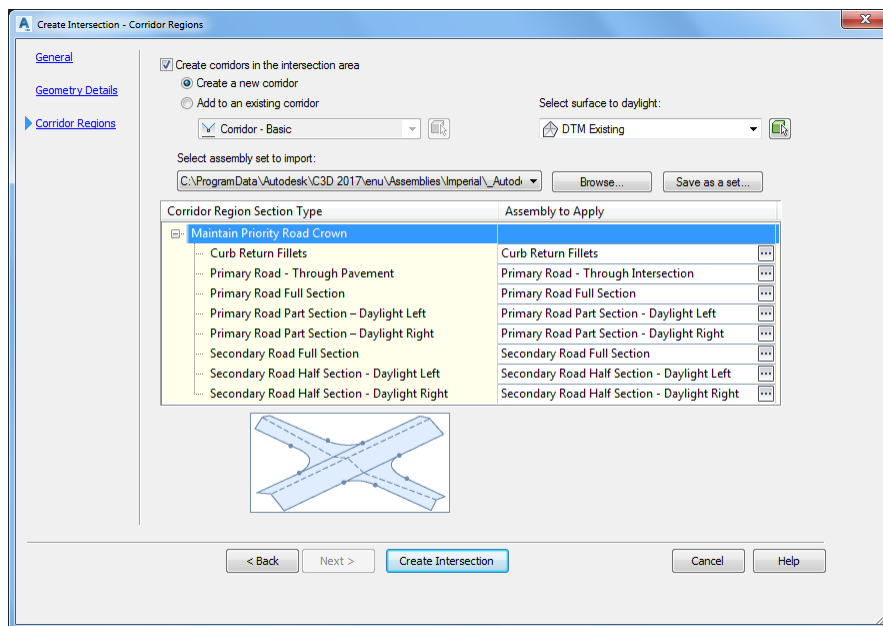 Create Intersection - Corridor Regions
General
Geometry Details
Corridor Regions
Create corridors in the intersection area
Create a new corridor
Add to an existing corridor
Select surface to daylight:
Corridor - Basic
DTM Existing
Select assembly set to import:
C:\ProgramData\Autodesk\C3D 2017\enu\Assemblies\Imperial\_Autod
Browse...
Save as a set...
Corridor Region Section Type Assembly to Apply
Maintain Priority Road Crown
Curb Return Fillets Curb Return Fillets
Primary Road - Through Pavement Primary Road - Through Intersection
Primary Road Full Section Primary Road Full Section
Primary Road Part Section – Daylight Left Primary Road Part Section - Daylight Left
Primary Road Part Section – Daylight Right Primary Road Part Section - Daylight Right
Secondary Road Full Section Secondary Road Full Section
Secondary Road Half Section - Daylight Left Secondary Road Half Section - Daylight Left
Secondary Road Half Section - Daylight Right Secondary Road Half Section - Daylight Right
< Back Next > Create Intersection Cancel Help